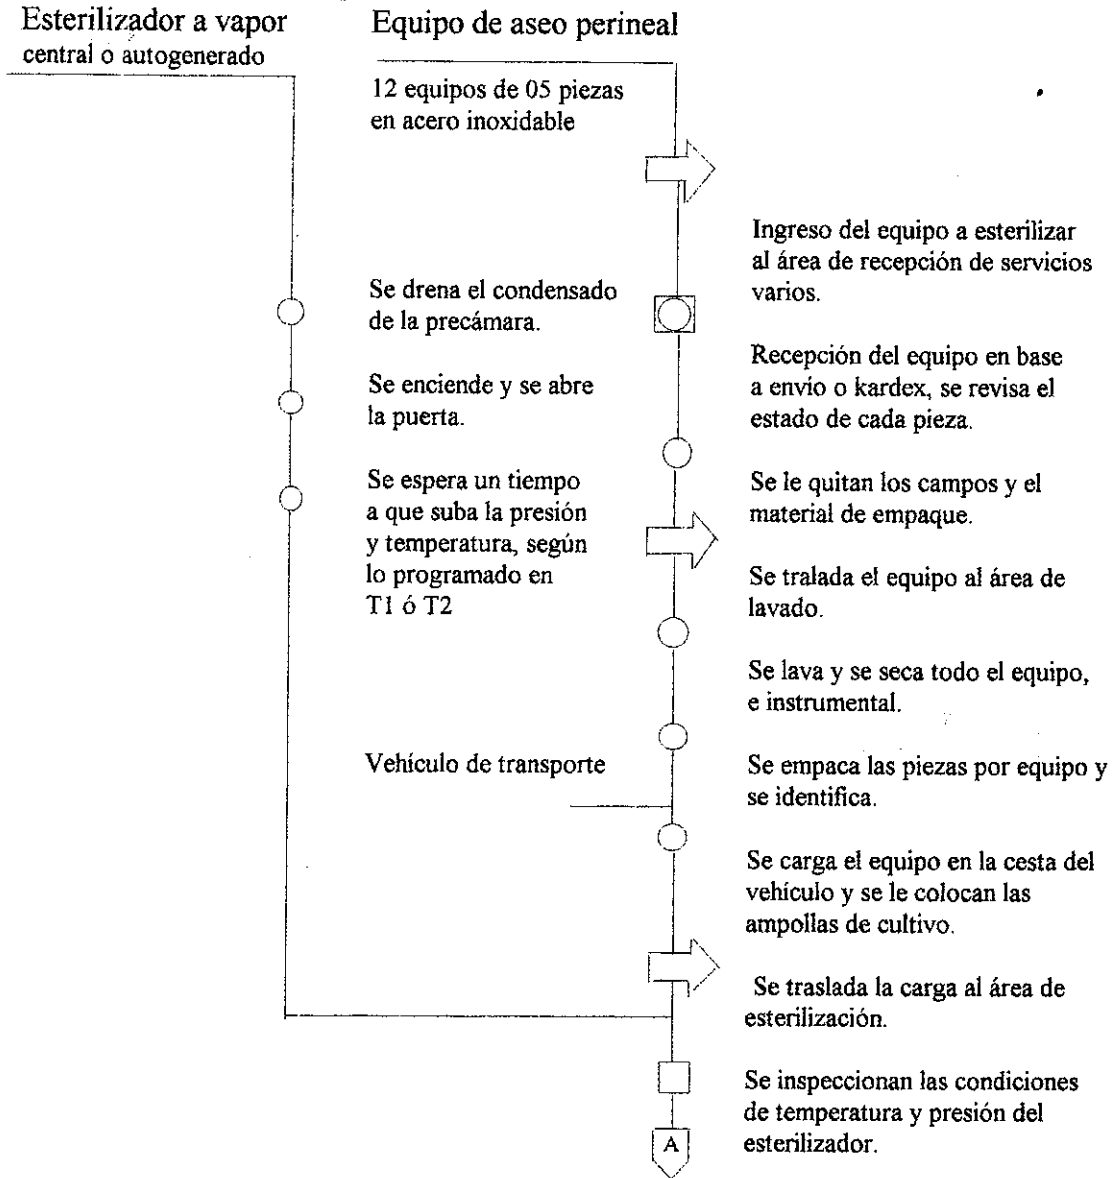 Esterilizador a vapor
central o autogenerado
Equipo de aseo perineal
12 equipos de 05 piezas
en acero inoxidable
Se drena el condensado
de la precámara.
Se enciende y se abre
la puerta.
Se espera un tiempo
a que suba la presión
y temperatura, según
lo programado en
T1 ó T2
Vehículo de transporte
Ingreso del equipo a esterilizar
al área de recepción de servicios
varios.
Recepción del equipo en base
a envío o kardex, se revisa el
estado de cada pieza.
Se le quitan los campos y el
material de empaque.
Se tralada el equipo al área de
lavado.
Se lava y se seca todo el equipo,
e instrumental.
Se empaca las piezas por equipo y
se identifica.
Se carga el equipo en la cesta del
vehículo y se le colocan las
ampollas de cultivo.
Se traslada la carga al área de
esterilización.
Se inspeccionan las condiciones
de temperatura y presión del
esterilizador.
A